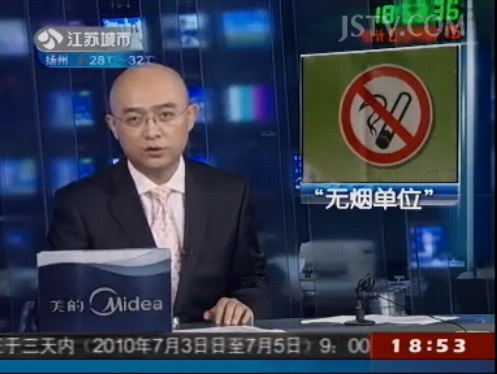 江苏城市
扬州 28℃~32℃
JSTV.COM
“无烟单位”
美的 Midea
三天内（2010年7月3日日至7月5日）9：00
18:53